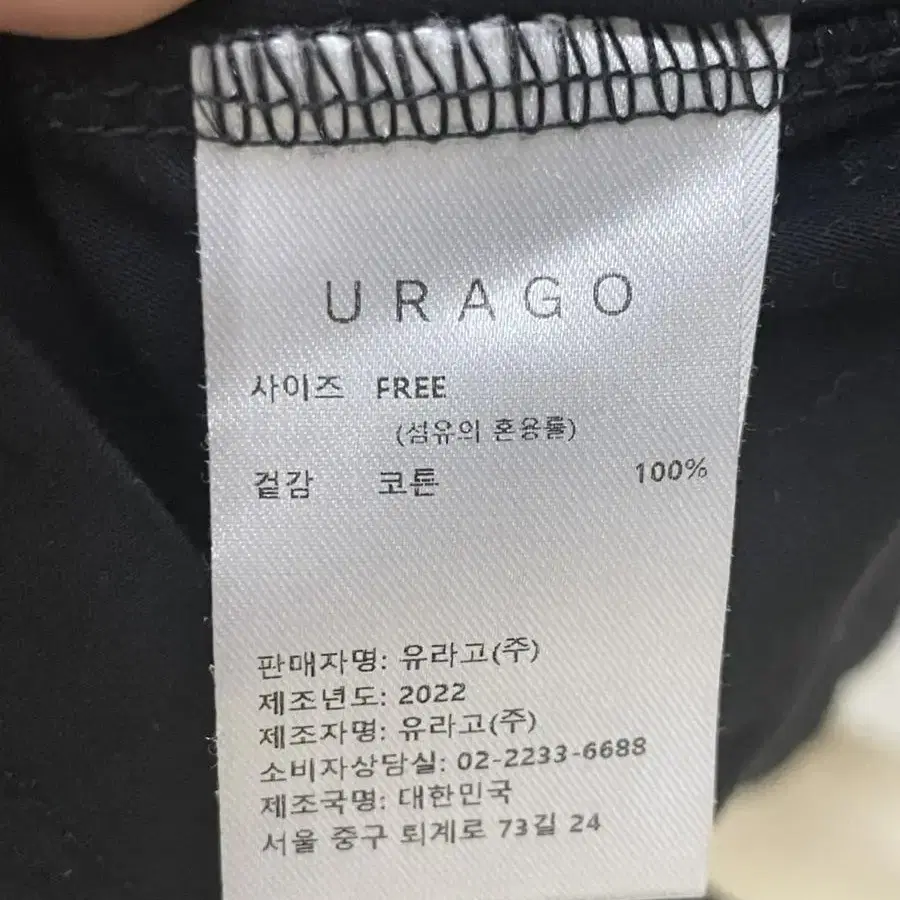 URAGO
사이즈 FREE
(섬유의 혼용률)
겉감 코튼 100%
판매자명: 유라고(주)
제조년도: 2022
제조자명: 유라고(주)
소비자상담실: 02-2233-6688
제조국명: 대한민국
서울 중구 퇴계로 73길 24